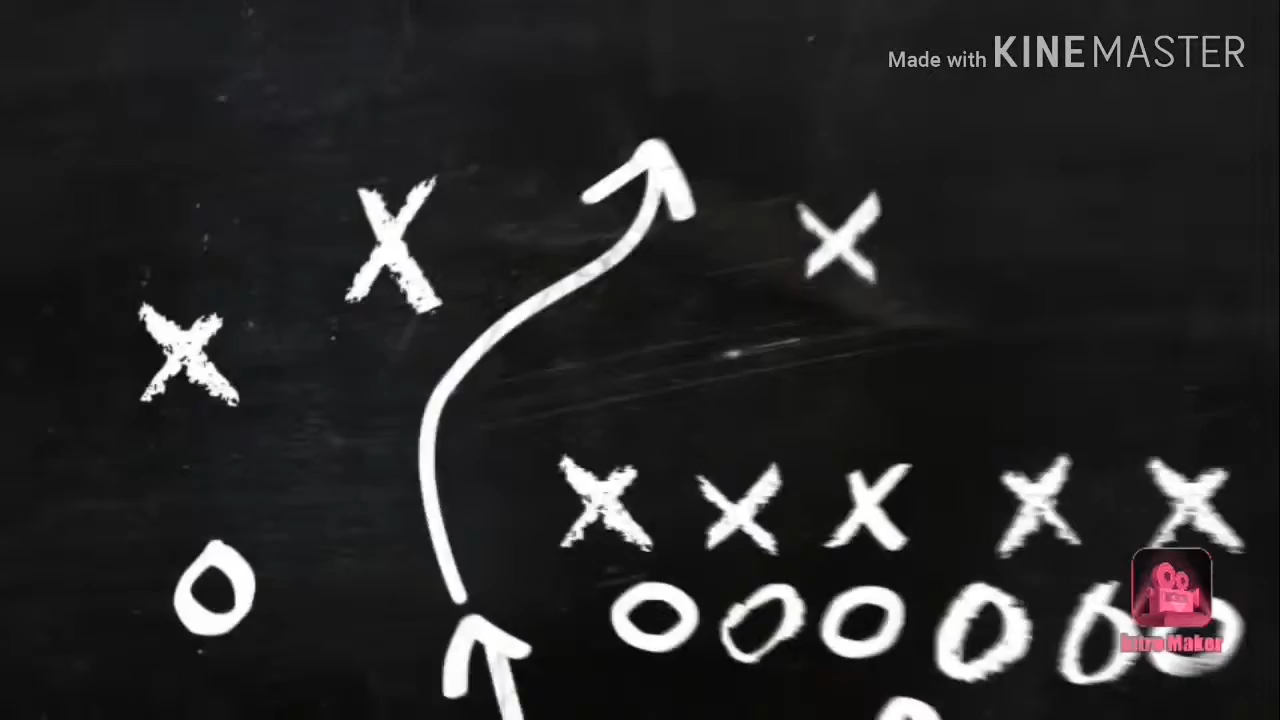 Made with KINEMASTER
X
X
X
X X X X X
O
O O O O O O
Intro Maker